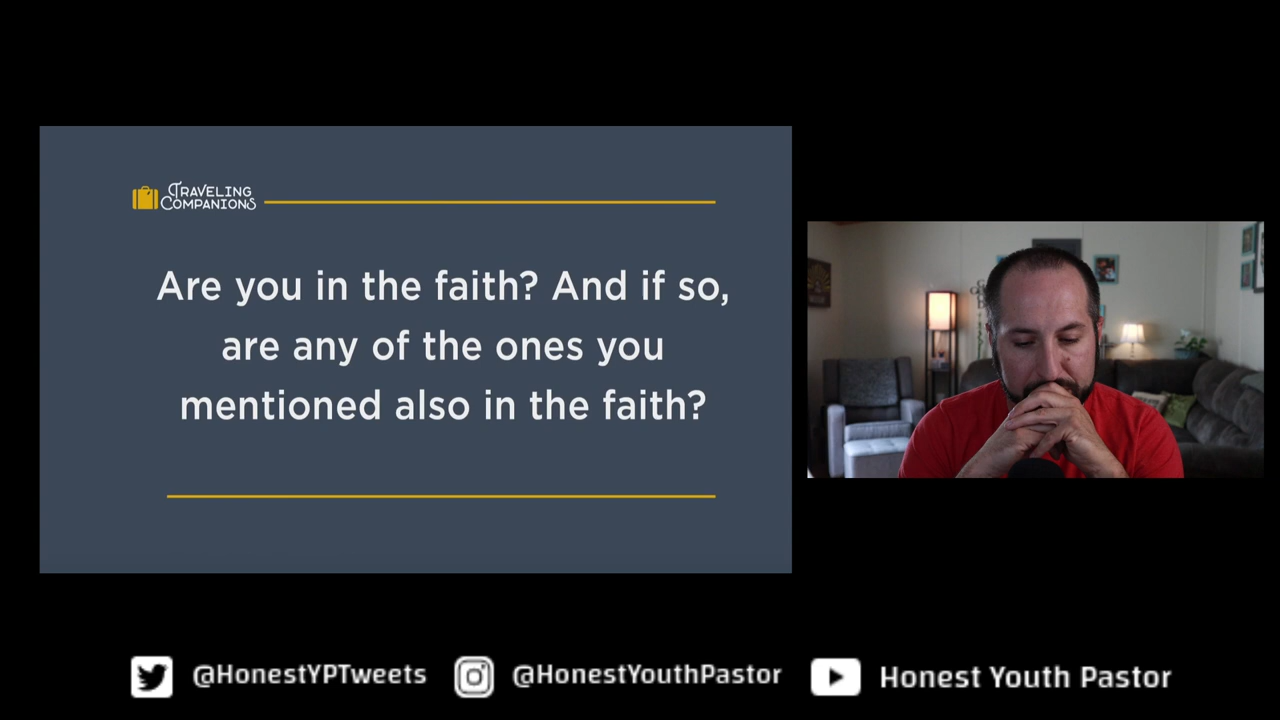 TRAVELING
COMPANIONS
Are you in the faith? And if so,
are any of the ones you
mentioned also in the faith?
@HonestYPTweets
@HonestYouthPastor
Honest Youth Pastor